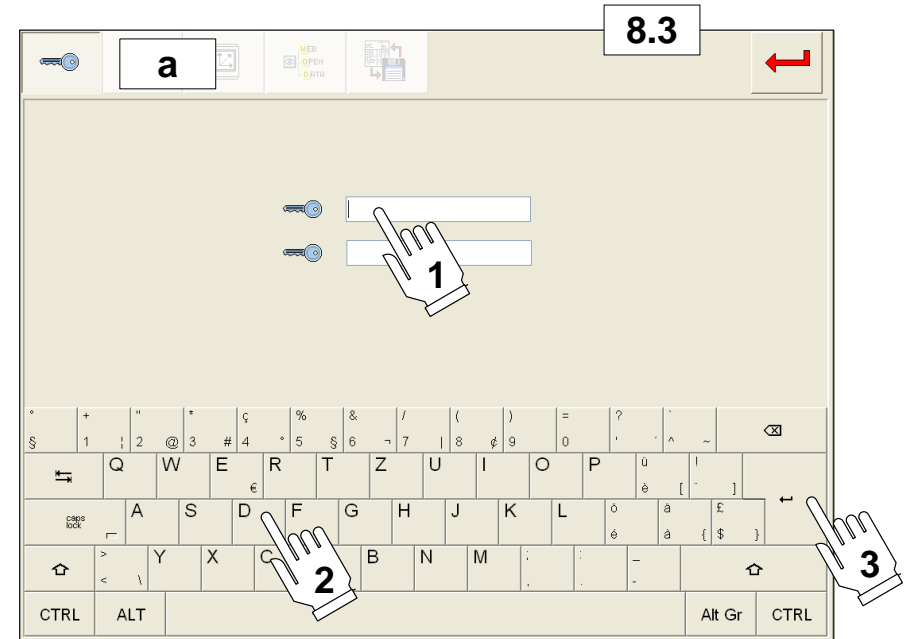 8.3
a
WEB
OPEN
DATA
1
° + " * ç % & / ( ) = ? `
§ 1 ¦ 2 @ 3 # 4 ° 5 § 6 ¬ 7 | 8 ¢ 9 0 ' ´ ^ ~
Q W E R T Z U I O P ü !
€ è [ ¨ ]
caps lock A S D F G H J K L ö ä £
é à { $ }
> Y X C B N M ; : _
< \ , . -
2
3
CTRL ALT Alt Gr CTRL